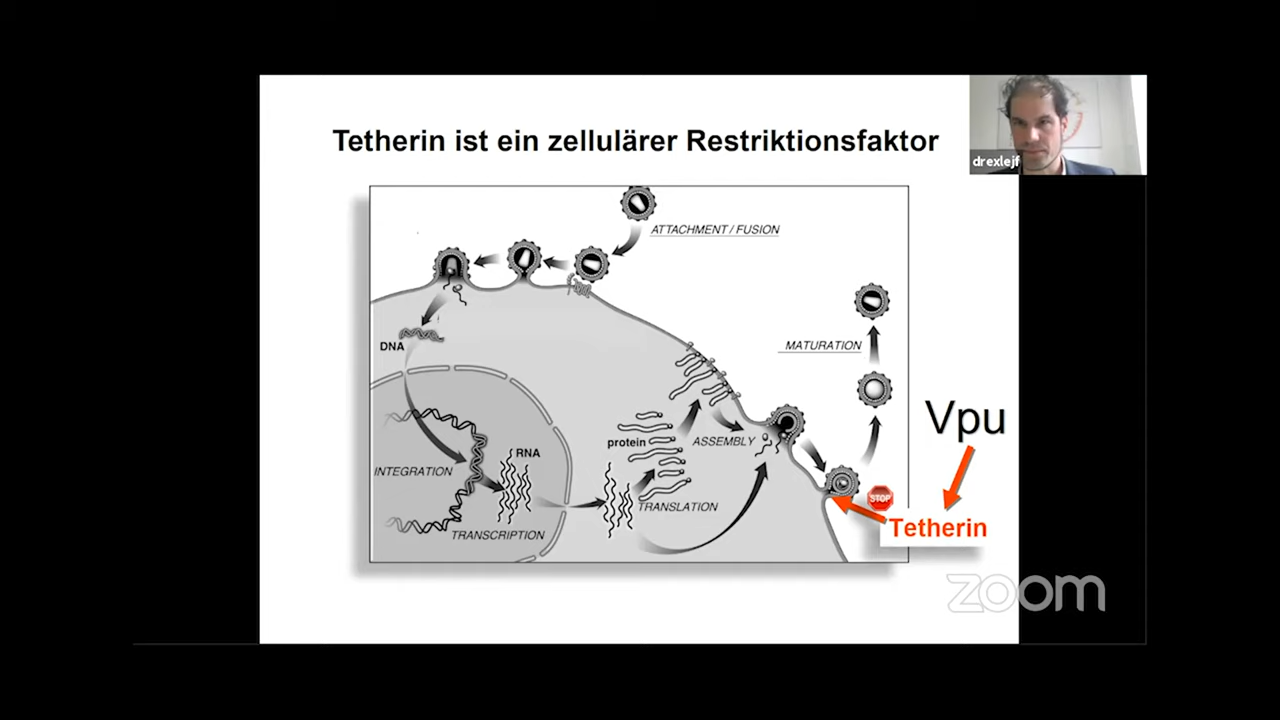 Tetherin ist ein zellulärer Restriktionsfaktor
drexlejf
ATTACHMENT / FUSION
DNA
MATURATION
Vpu
protein
ASSEMBLY
INTEGRATION
RNA
STOP
TRANSLATION
Tetherin
TRANSCRIPTION
zoom